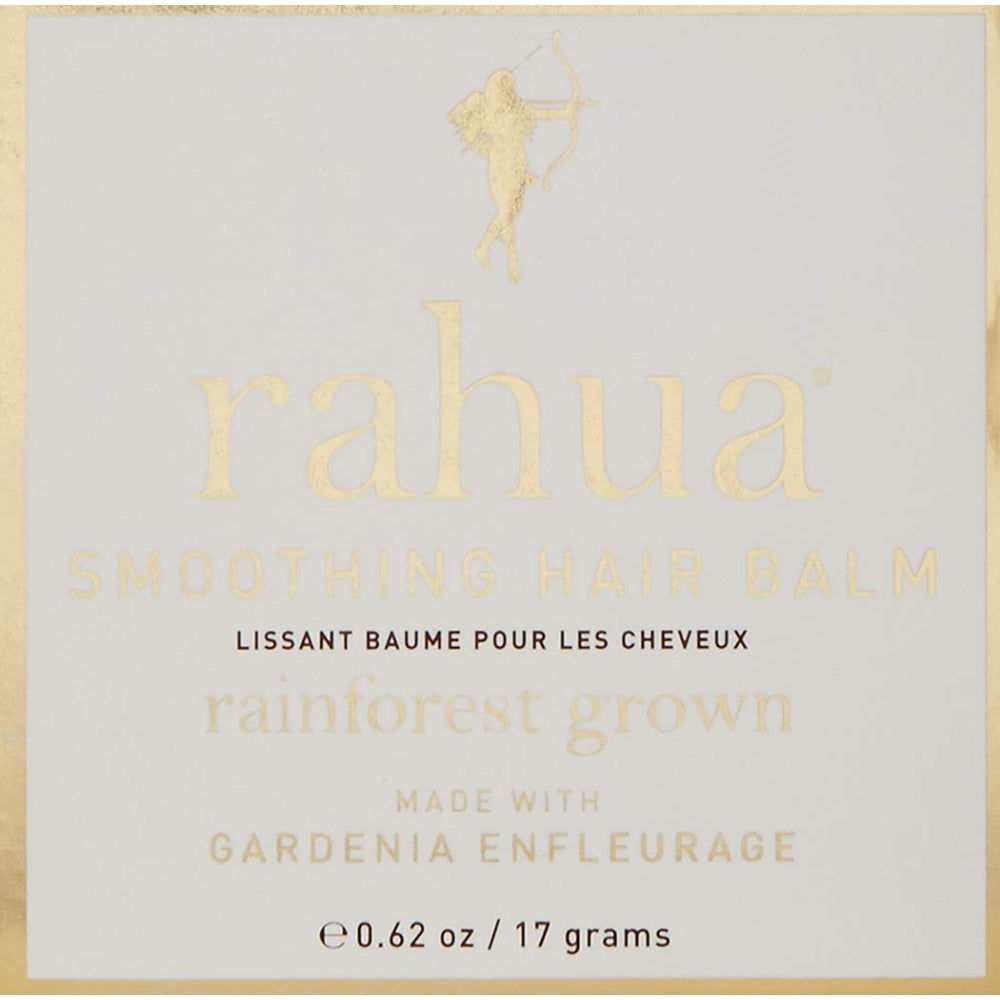 rahua®
SMOOTHING HAIR BALM
LISSANT BAUME POUR LES CHEVEUX
rainforest grown
MADE WITH
GARDENIA ENFLEURAGE
℮0.62 oz / 17 grams